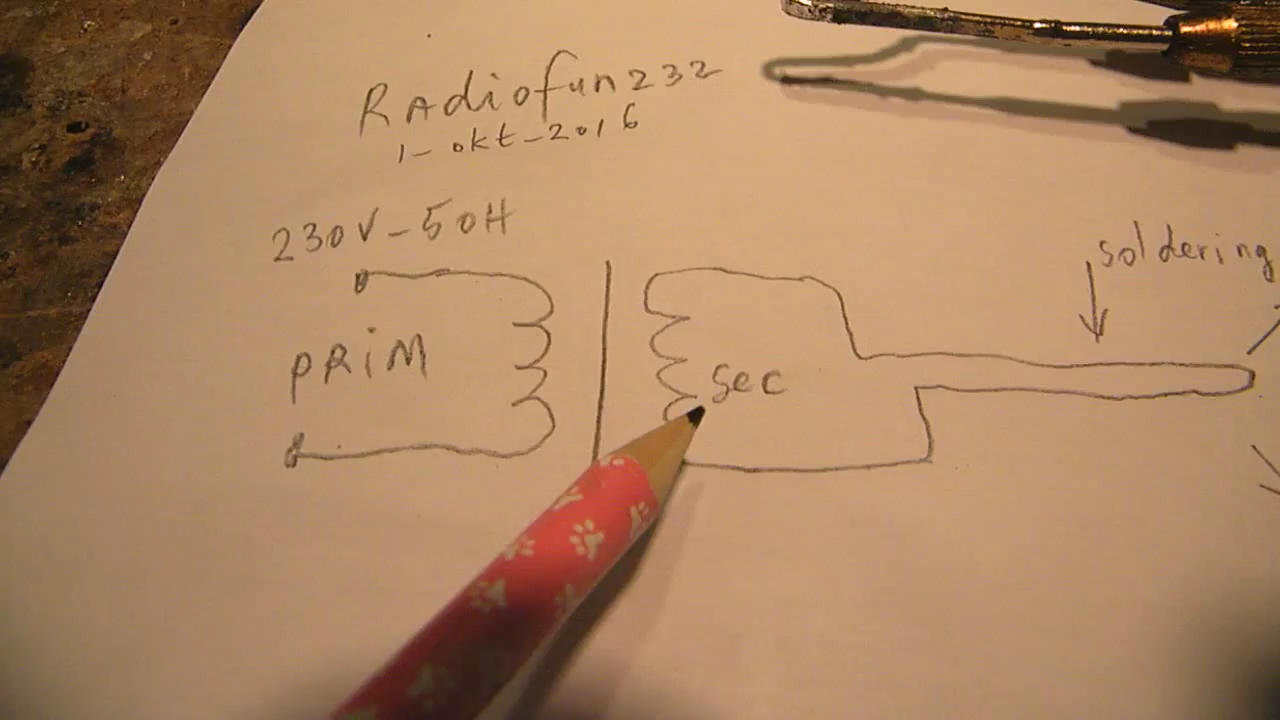 Radiofun232
1-okt-2016
230V-50H
soldering
PRiM
sec